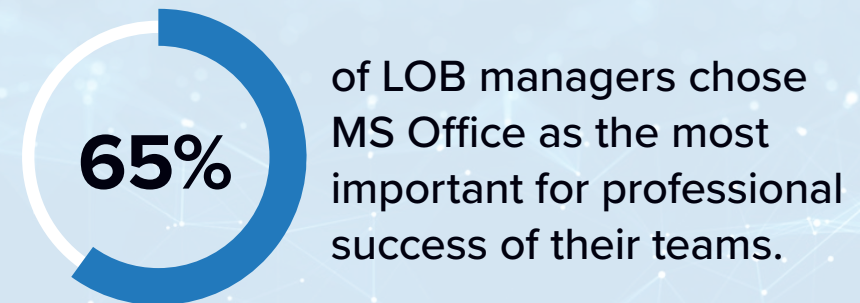 65%
of LOB managers chose
MS Office as the most
important for professional
success of their teams.